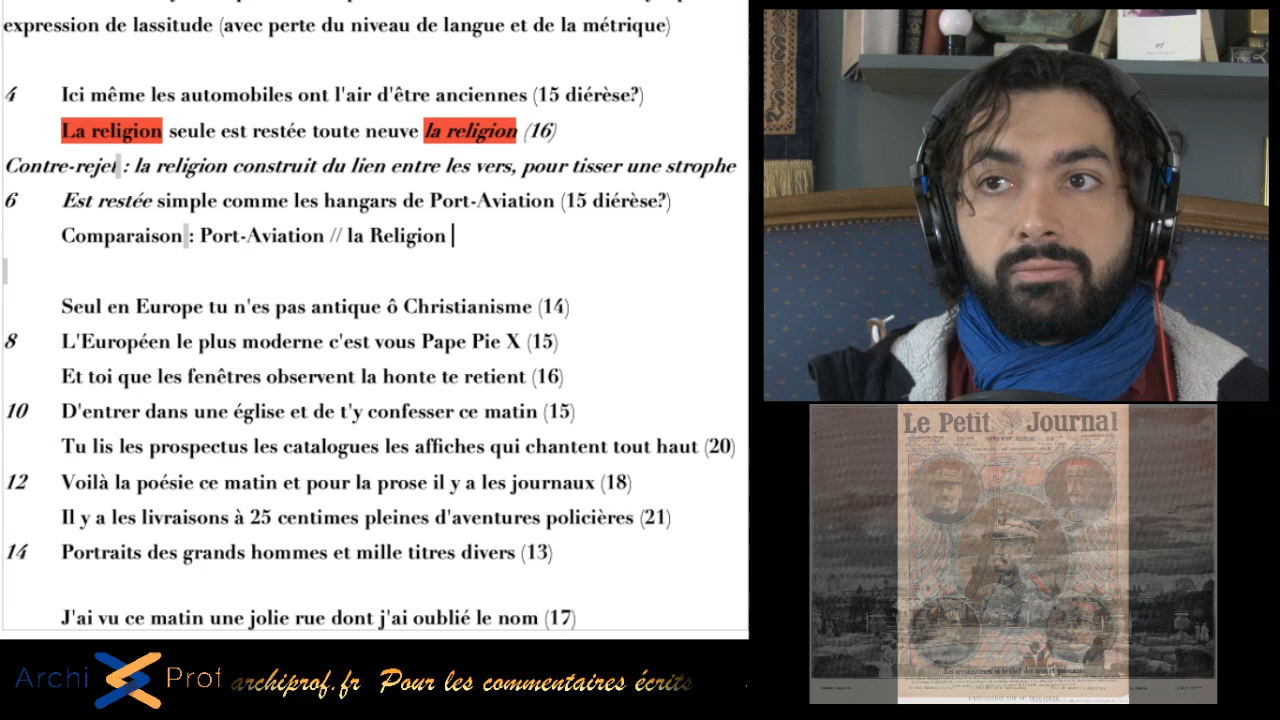 expression de lassitude (avec perte du niveau de langue et de la métrique)
4 Ici même les automobiles ont l'air d'être anciennes (15 diérèse?)
La religion seule est restée toute neuve la religion (16)
Contre-rejet : la religion construit du lien entre les vers, pour tisser une strophe
6 Est restée simple comme les hangars de Port-Aviation (15 diérèse?)
Comparaison : Port-Aviation // la Religion
Seul en Europe tu n'es pas antique ô Christianisme (14)
8 L'Européen le plus moderne c'est vous Pape Pie X (15)
Et toi que les fenêtres observent la honte te retient (16)
10 D'entrer dans une église et de t'y confesser ce matin (15)
Tu lis les prospectus les catalogues les affiches qui chantent tout haut (20)
12 Voilà la poésie ce matin et pour la prose il y a les journaux (18)
Il y a les livraisons à 25 centimes pleines d'aventures policières (21)
14 Portraits des grands hommes et mille titres divers (13)
J'ai vu ce matin une jolie rue dont j'ai oublié le nom (17)
Le Petit Journal
Archi Prof archiprof.fr Pour les commentaires écrits